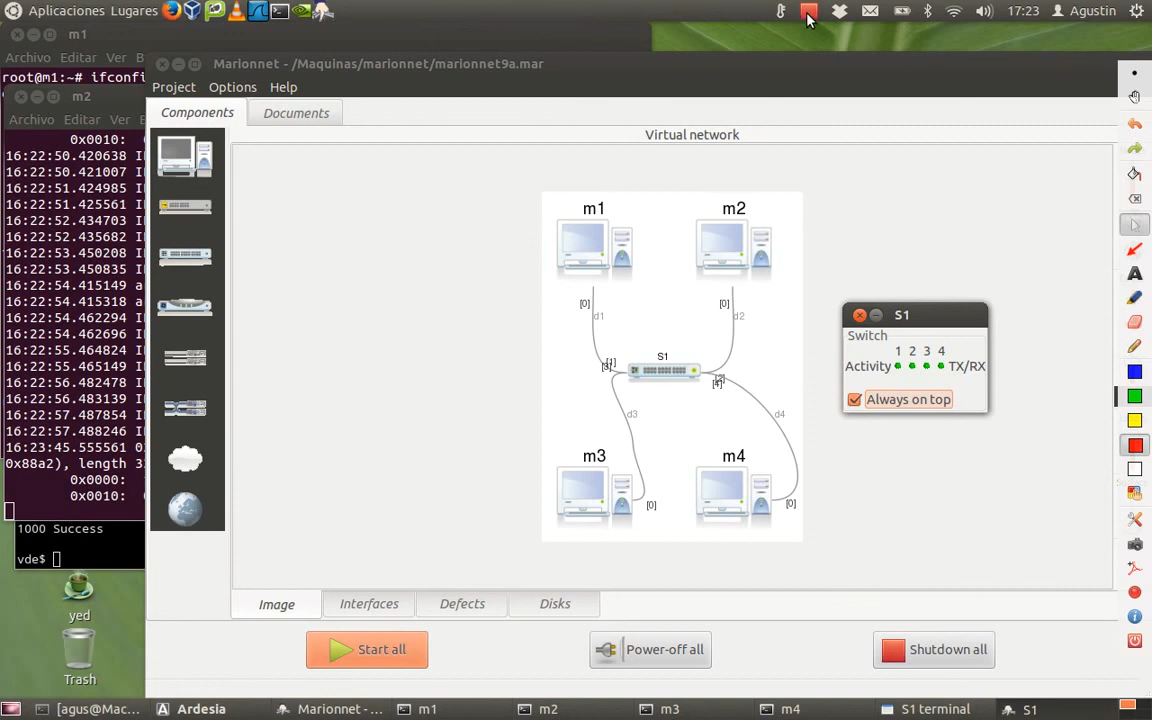 Aplicaciones Lugares
17:23 Agustin
m1
Archivo Editar Ver B
root@m1:~# ifconfi
m2
Archivo Editar Ver
0x0010:
16:22:50.420638 I
16:22:50.421007 I
16:22:51.424985 I
16:22:51.425561 I
16:22:52.434703 I
16:22:52.435682 I
16:22:53.450208 I
16:22:53.450835 I
16:22:54.415149 a
16:22:54.415318 a
16:22:54.462294 I
16:22:54.462696 I
16:22:55.464824 I
16:22:55.465149 I
16:22:56.482478 I
16:22:56.483139 I
16:22:57.487854 I
16:22:57.488246 I
16:23:45.555561 0
0x88a2), length 3
0x0000:
0x0010:
1000 Success
vde$
yed
Trash
Marionnet - /Maquinas/marionnet/marionnet9a.mar
Project Options Help
Components Documents
Virtual network
m1 m2
[0] [0]
d1 d2
S1
[1]
[3]
[2]
[4]
d3 d4
m3 m4
[0] [0]
S1
Switch
1 2 3 4
Activity TX/RX
Always on top
Image Interfaces Defects Disks
Start all Power-off all Shutdown all
[agus@Mac... Ardesia Marionnet - ... m1 m2 m3 m4 S1 terminal S1